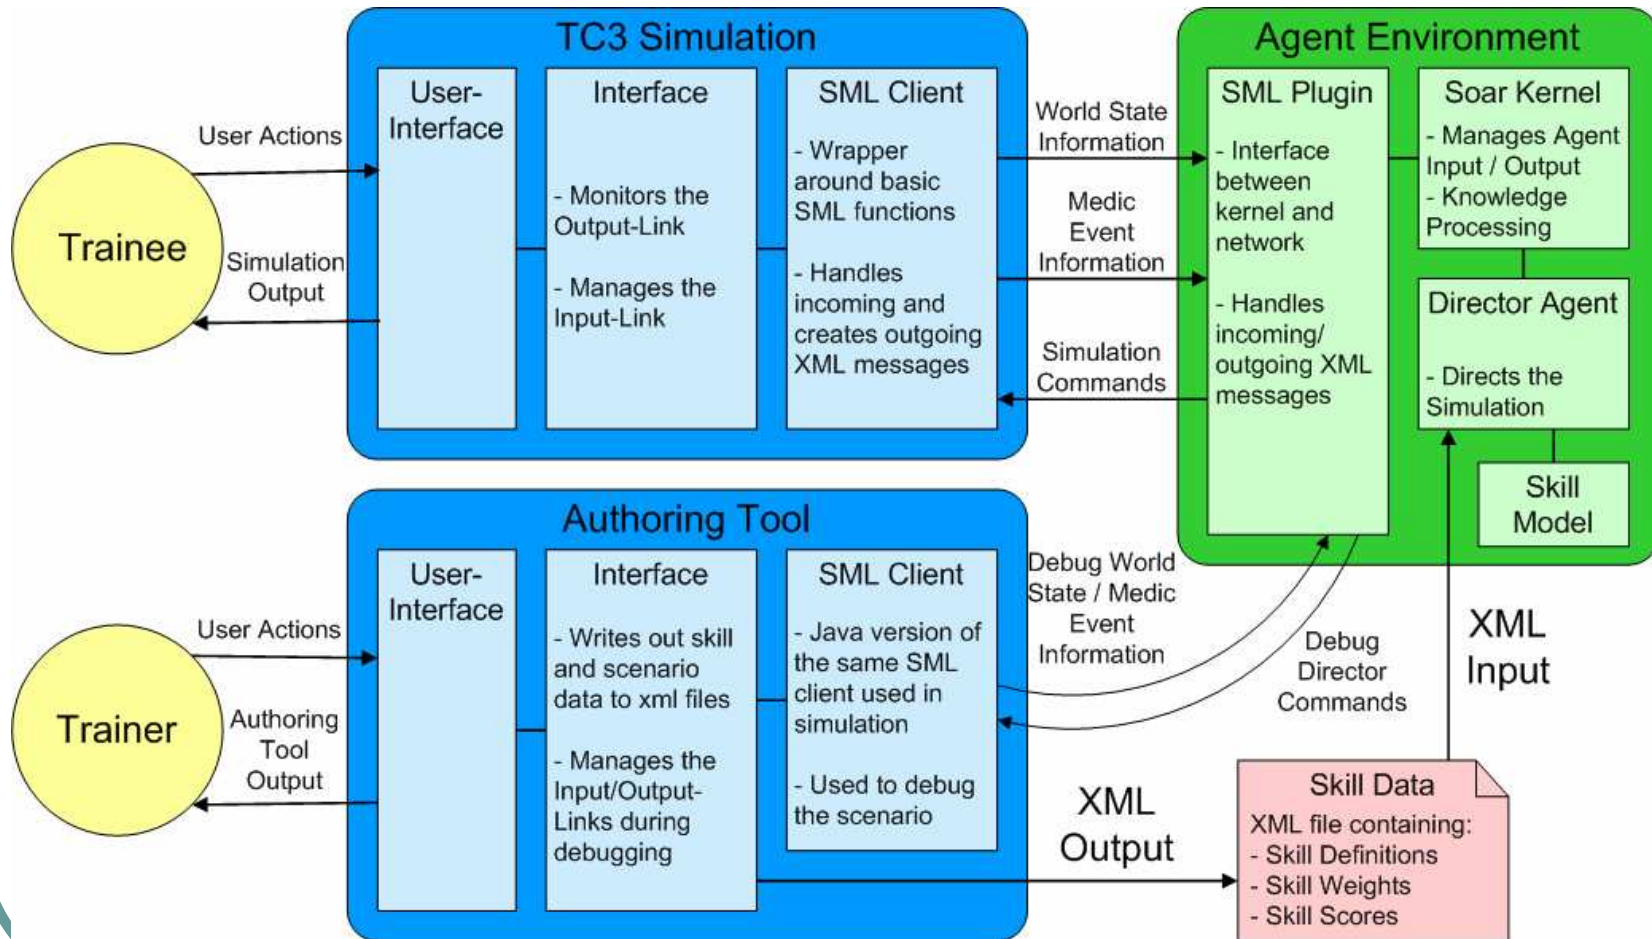 TC3 Simulation
User-
Interface
Interface
- Monitors the
Output-Link
- Manages the
Input-Link
SML Client
- Wrapper
around basic
SML functions
- Handles
incoming and
creates outgoing
XML messages
User Actions
Trainee
Simulation
Output
World State
Information
Medic
Event
Information
Simulation
Commands
Agent Environment
SML Plugin
- Interface
between
kernel and
network
- Handles
incoming/
outgoing XML
messages
Soar Kernel
- Manages Agent
Input / Output
- Knowledge
Processing
Director Agent
- Directs the
Simulation
Skill
Model
Authoring Tool
User-
Interface
Interface
- Writes out skill
and scenario
data to xml files
- Manages the
Input/Output-
Links during
debugging
SML Client
- Java version of
the same SML
client used in
simulation
- Used to debug
the scenario
User Actions
Trainer
Authoring
Tool
Output
Debug World
State / Medic
Event
Information
Debug
Director
Commands
XML
Input
XML
Output
Skill Data
XML file containing:
- Skill Definitions
- Skill Weights
- Skill Scores